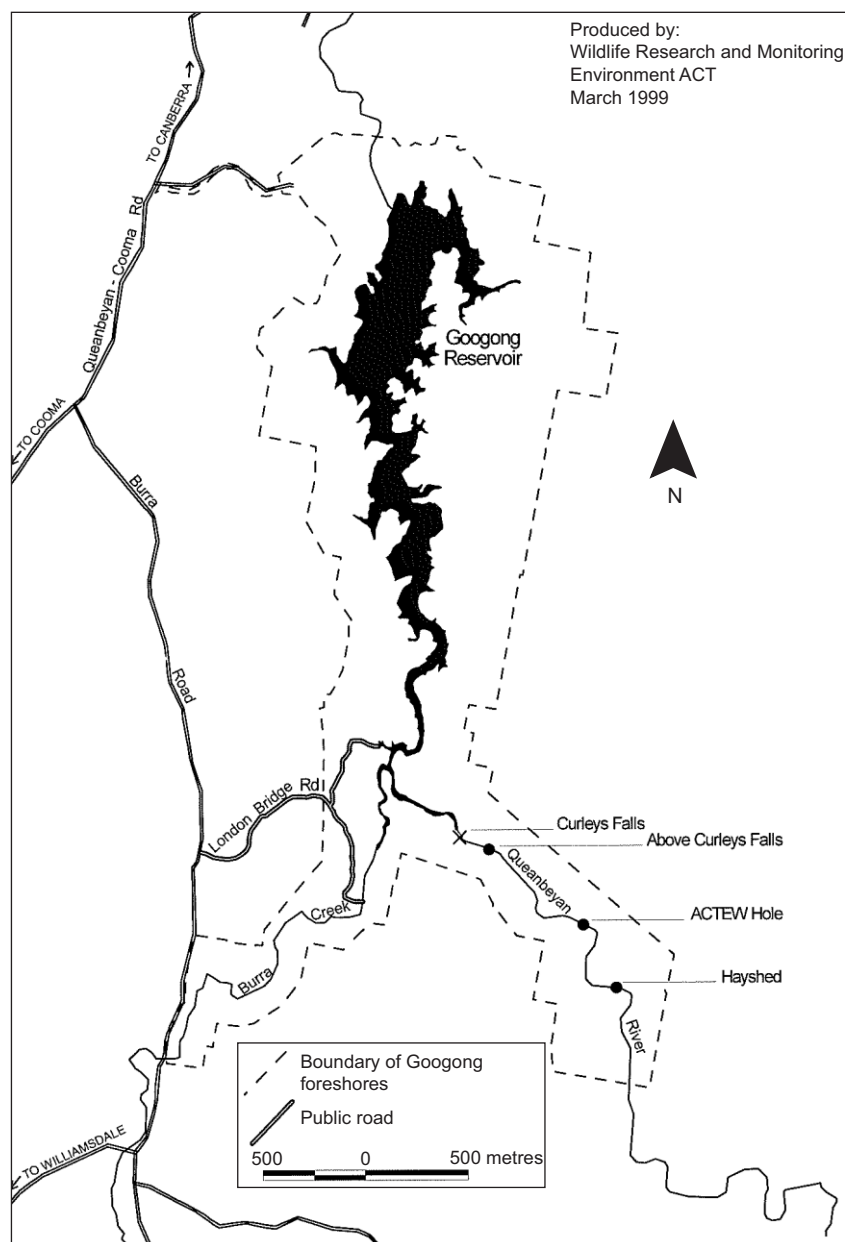 Produced by:
Wildlife Research and Monitoring
Environment ACT
March 1999
TO CANBERRA
Queanbeyan - Cooma Rd
Googong
Reservoir
TO COOMA
N
Burra
Road
London Bridge Rd
Curleys Falls
Above Curleys Falls
Queanbeyan
ACTEW Hole
Creek
Burra
Hayshed
River
Boundary of Googong
foreshores
Public road
TO WILLIAMSDALE
500 0 500 metres